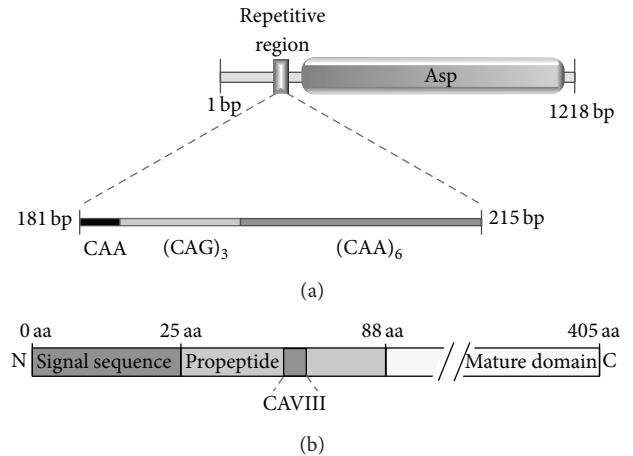 Repetitive
region
Asp
1 bp
1218 bp
181 bp
215 bp
CAA
(CAG)₃
(CAA)₆
(a)
0 aa
25 aa
88 aa
405 aa
N
Signal sequence
Propeptide
Mature domain
C
CAVIII
(b)